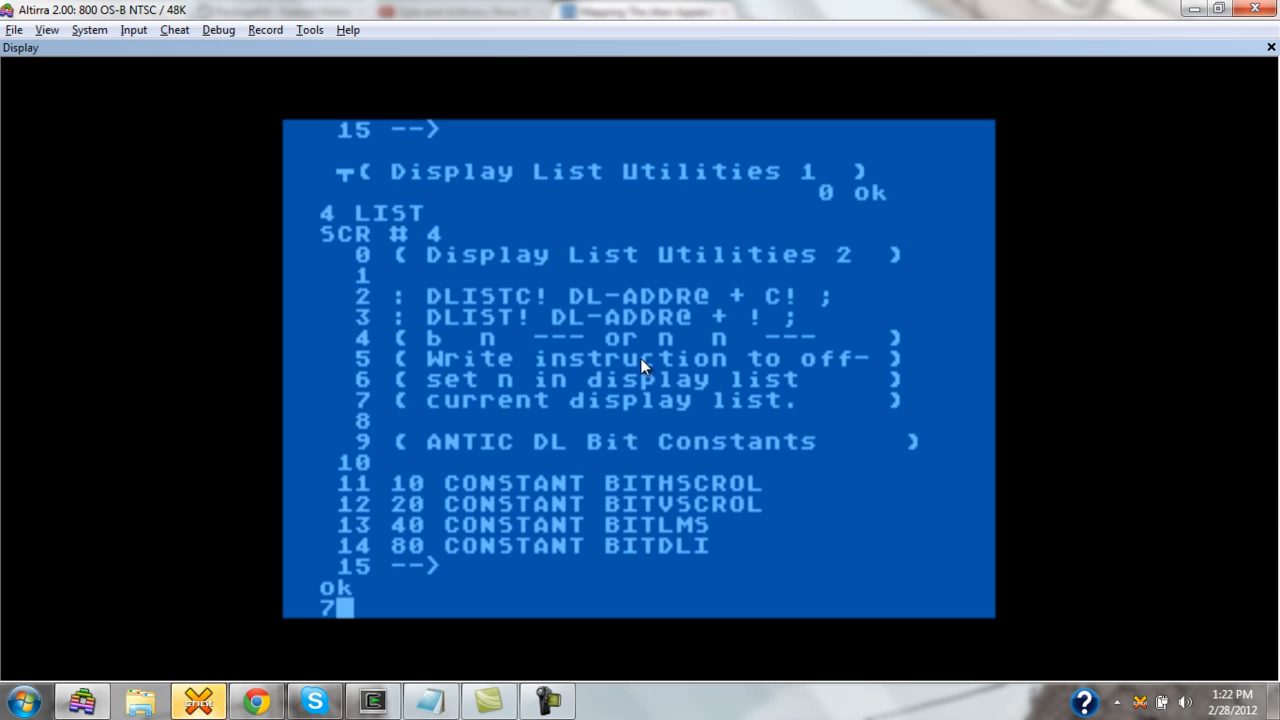 Altirra 2.00: 800 OS-B NTSC / 48K
File View System Input Cheat Debug Record Tools Help
Display
15 -->
( Display List Utilities 1 )
0 ok
4 LIST
SCR # 4
0 ( Display List Utilities 2 )
1
2 : DLISTC! DL-ADDR@ + C! ;
3 : DLIST! DL-ADDR@ + ! ;
4 ( b n --- or n n --- )
5 ( Write instruction to off- )
6 ( set n in display list )
7 ( current display list. )
8
9 ( ANTIC DL Bit Constants )
10
11 10 CONSTANT BITHSCROL
12 20 CONSTANT BITVSCROL
13 40 CONSTANT BITLMS
14 80 CONSTANT BITDLI
15 -->
ok
7
1:22 PM
2/28/2012